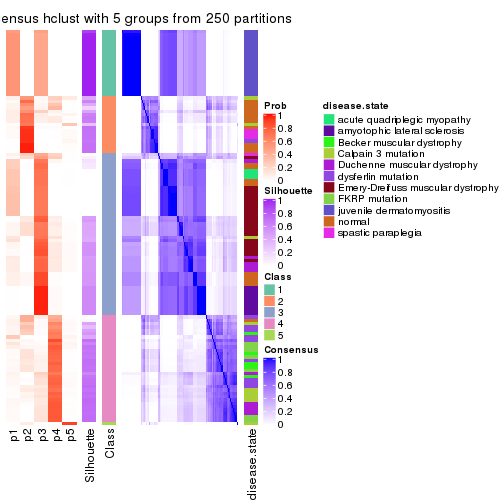 ensus hclust with 5 groups from 250 partitions
Prob
1
0.8
0.6
0.4
0.2
0
Silhouette
1
0.8
0.6
0.4
0.2
0
Class
1
2
3
4
5
Consensus
1
0.8
0.6
0.4
0.2
0
disease.state
acute quadriplegic myopathy
amyotophic lateral sclerosis
Becker muscular dystrophy
Calpain 3 mutation
Duchenne muscular dystrophy
dysferlin mutation
Emery-Dreifuss muscular dystrophy
FKRP mutation
juvenile dermatomyositis
normal
spastic paraplegia
p1
p2
p3
p4
p5
Silhouette
Class
disease.state